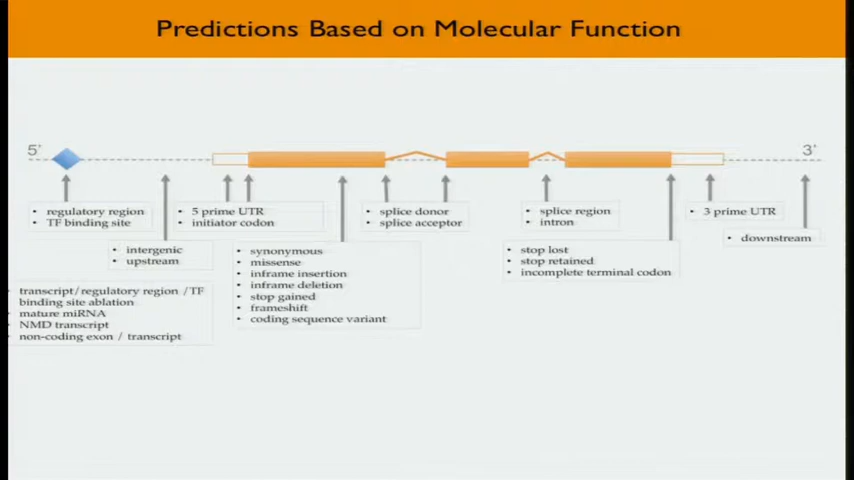 Predictions Based on Molecular Function
5'
3'
• regulatory region
• TF binding site
• 5 prime UTR
• initiator codon
• splice donor
• splice acceptor
• splice region
• intron
• 3 prime UTR
• downstream
• intergenic
• upstream
• synonymous
• missense
• inframe insertion
• inframe deletion
• stop gained
• frameshift
• coding sequence variant
• stop lost
• stop retained
• incomplete terminal codon
transcript/regulatory region /TF
binding site ablation
• mature miRNA
• NMD transcript
• non-coding exon / transcript